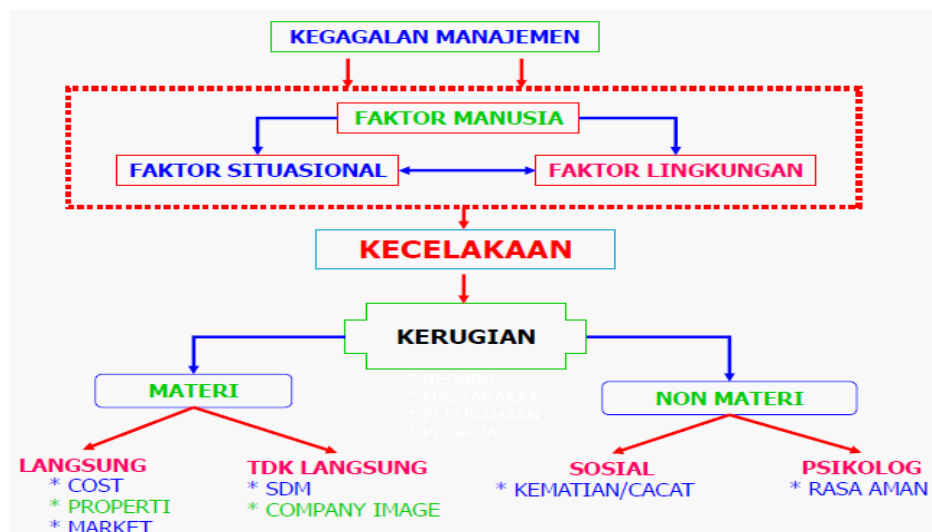 KEGAGALAN MANAJEMEN
FAKTOR MANUSIA
FAKTOR SITUASIONAL
FAKTOR LINGKUNGAN
KECELAKAAN
KERUGIAN
* NEGARA
* MASYARAKAT
* PERUSAHAAN
* PEKERJA
MATERI
NON MATERI
LANGSUNG
* COST
* PROPERTI
* MARKET
TDK LANGSUNG
* SDM
* COMPANY IMAGE
SOSIAL
* KEMATIAN/CACAT
PSIKOLOG
* RASA AMAN